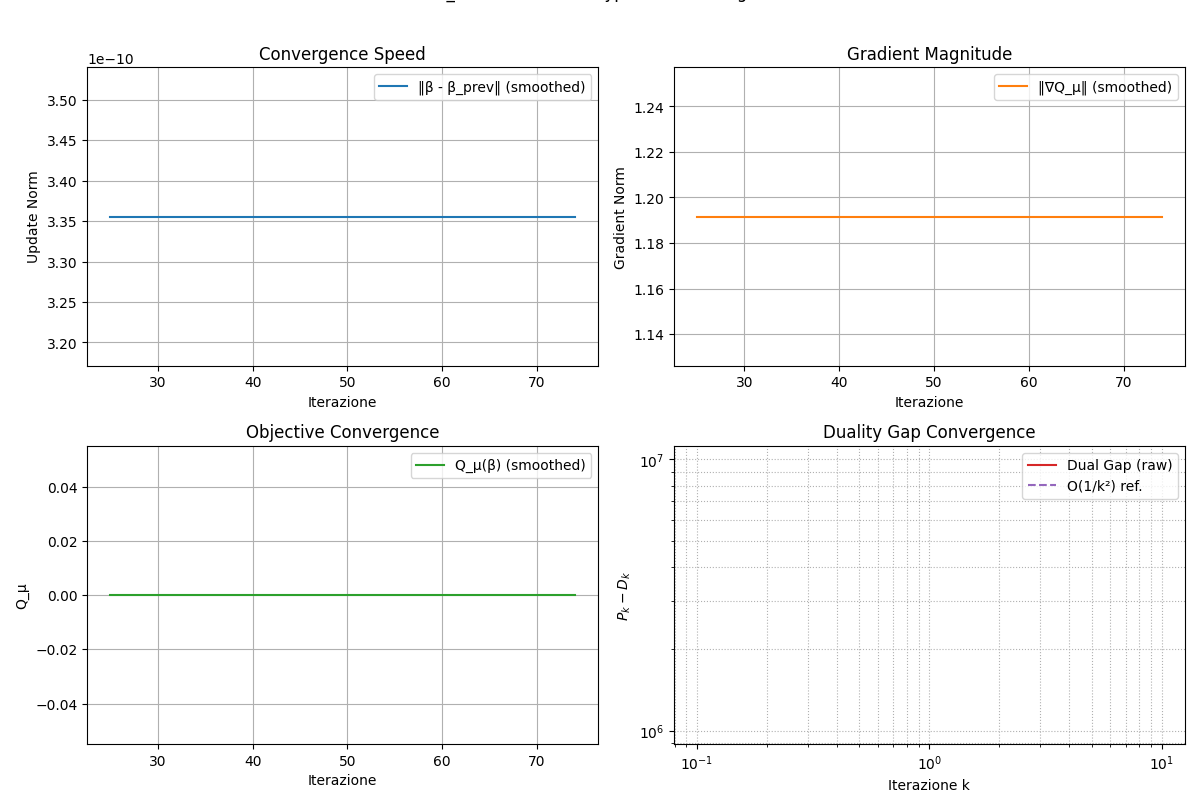 Convergence Speed
1e−10
‖β - β_prev‖ (smoothed)
Update Norm
3.50
3.45
3.40
3.35
3.30
3.25
3.20
30 40 50 60 70
Iterazione
Gradient Magnitude
‖∇Q_μ‖ (smoothed)
Gradient Norm
1.24
1.22
1.20
1.18
1.16
1.14
30 40 50 60 70
Iterazione
Objective Convergence
Q_μ(β) (smoothed)
Q_μ
0.04
0.02
0.00
−0.02
−0.04
30 40 50 60 70
Iterazione
Duality Gap Convergence
Dual Gap (raw)
O(1/k²) ref.
P_k − D_k
10⁷
10⁶
10⁻¹ 10⁰ 10¹
Iterazione k